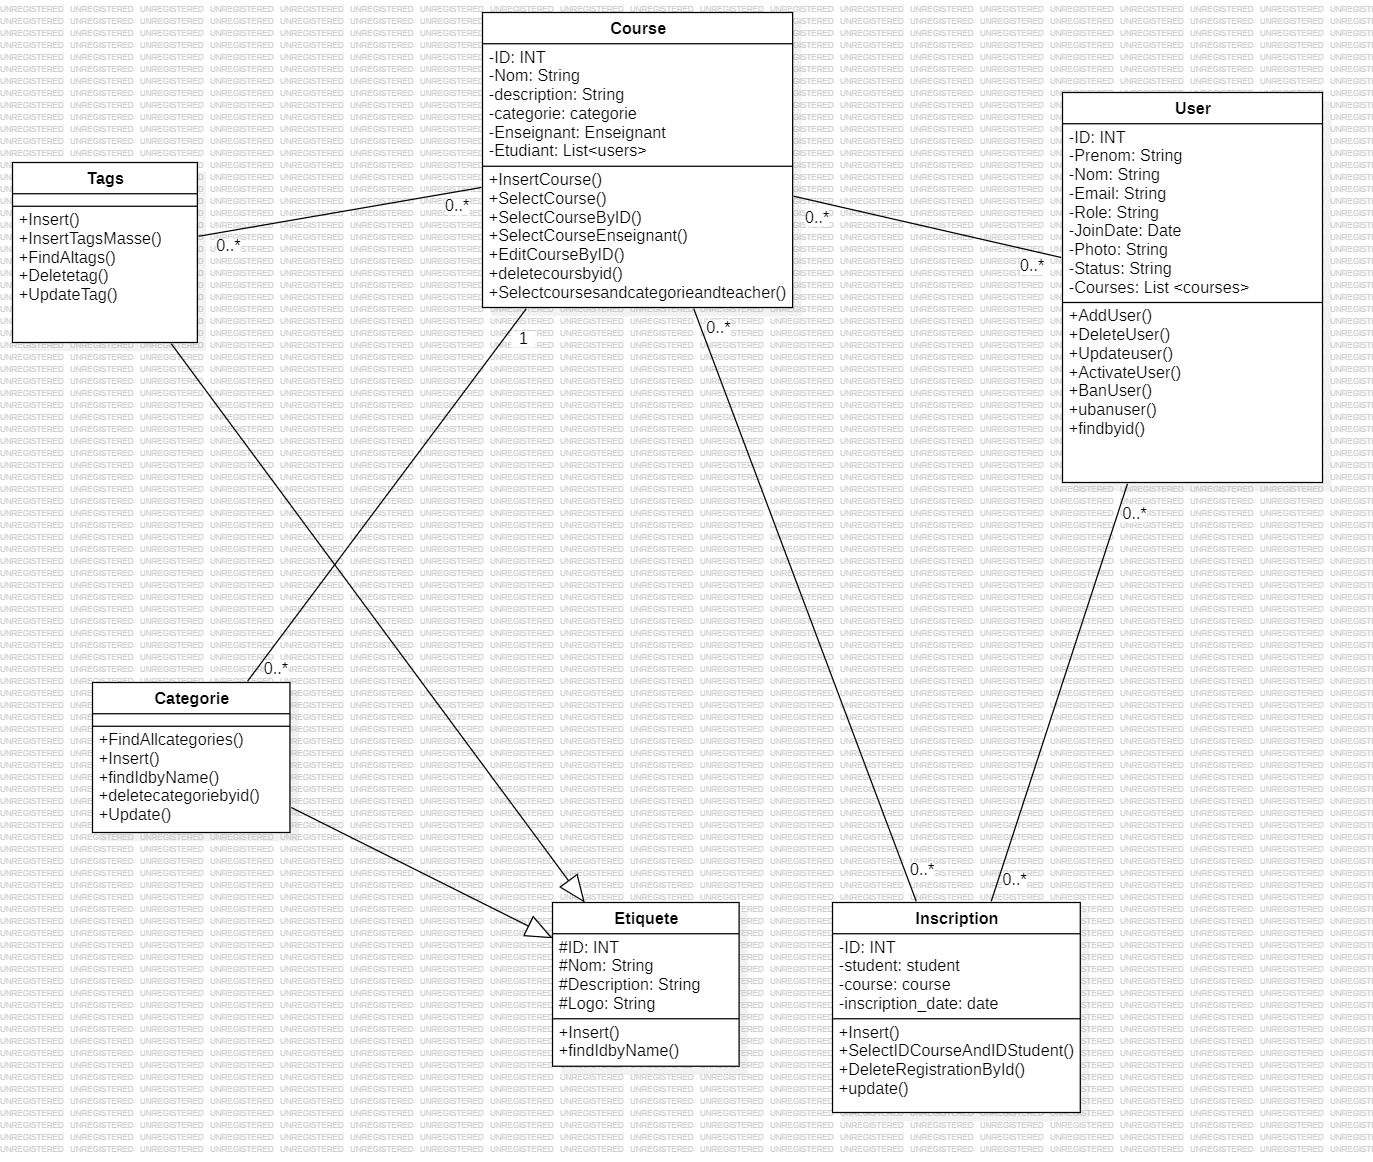 Course
-ID: INT
-Nom: String
-description: String
-categorie: categorie
-Enseignant: Enseignant
-Etudiant: List<users>
+InsertCourse()
+SelectCourse()
+SelectCourseByID()
+SelectCourseEnseignant()
+EditCourseByID()
+deletecoursbyid()
+Selectcoursesandcategorieandteacher()
User
-ID: INT
-Prenom: String
-Nom: String
-Email: String
-Role: String
-JoinDate: Date
-Photo: String
-Status: String
-Courses: List <courses>
+AddUser()
+DeleteUser()
+Updateuser()
+ActivateUser()
+BanUser()
+ubanuser()
+findbyid()
Tags
+Insert()
+InsertTagsMasse()
+FindAltags()
+Deletetag()
+UpdateTag()
0..*
0..*
0..*
0..*
1
0..*
0..*
0..*
Categorie
+FindAllcategories()
+Insert()
+findIdbyName()
+deletecategoriebyid()
+Update()
0..*
0..*
Etiquete
#ID: INT
#Nom: String
#Description: String
#Logo: String
+Insert()
+findIdbyName()
Inscription
-ID: INT
-student: student
-course: course
-inscription_date: date
+Insert()
+SelectIDCourseAndIDStudent()
+DeleteRegistrationById()
+update()
UNREGISTERED